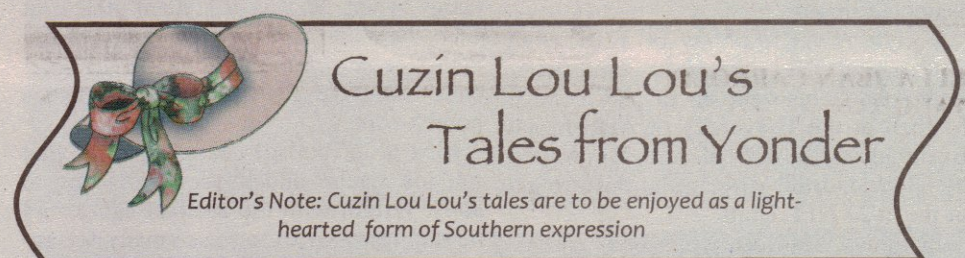 Cuzin Lou Lou's
Tales from Yonder
Editor's Note: Cuzin Lou Lou's tales are to be enjoyed as a light-
hearted form of Southern expression